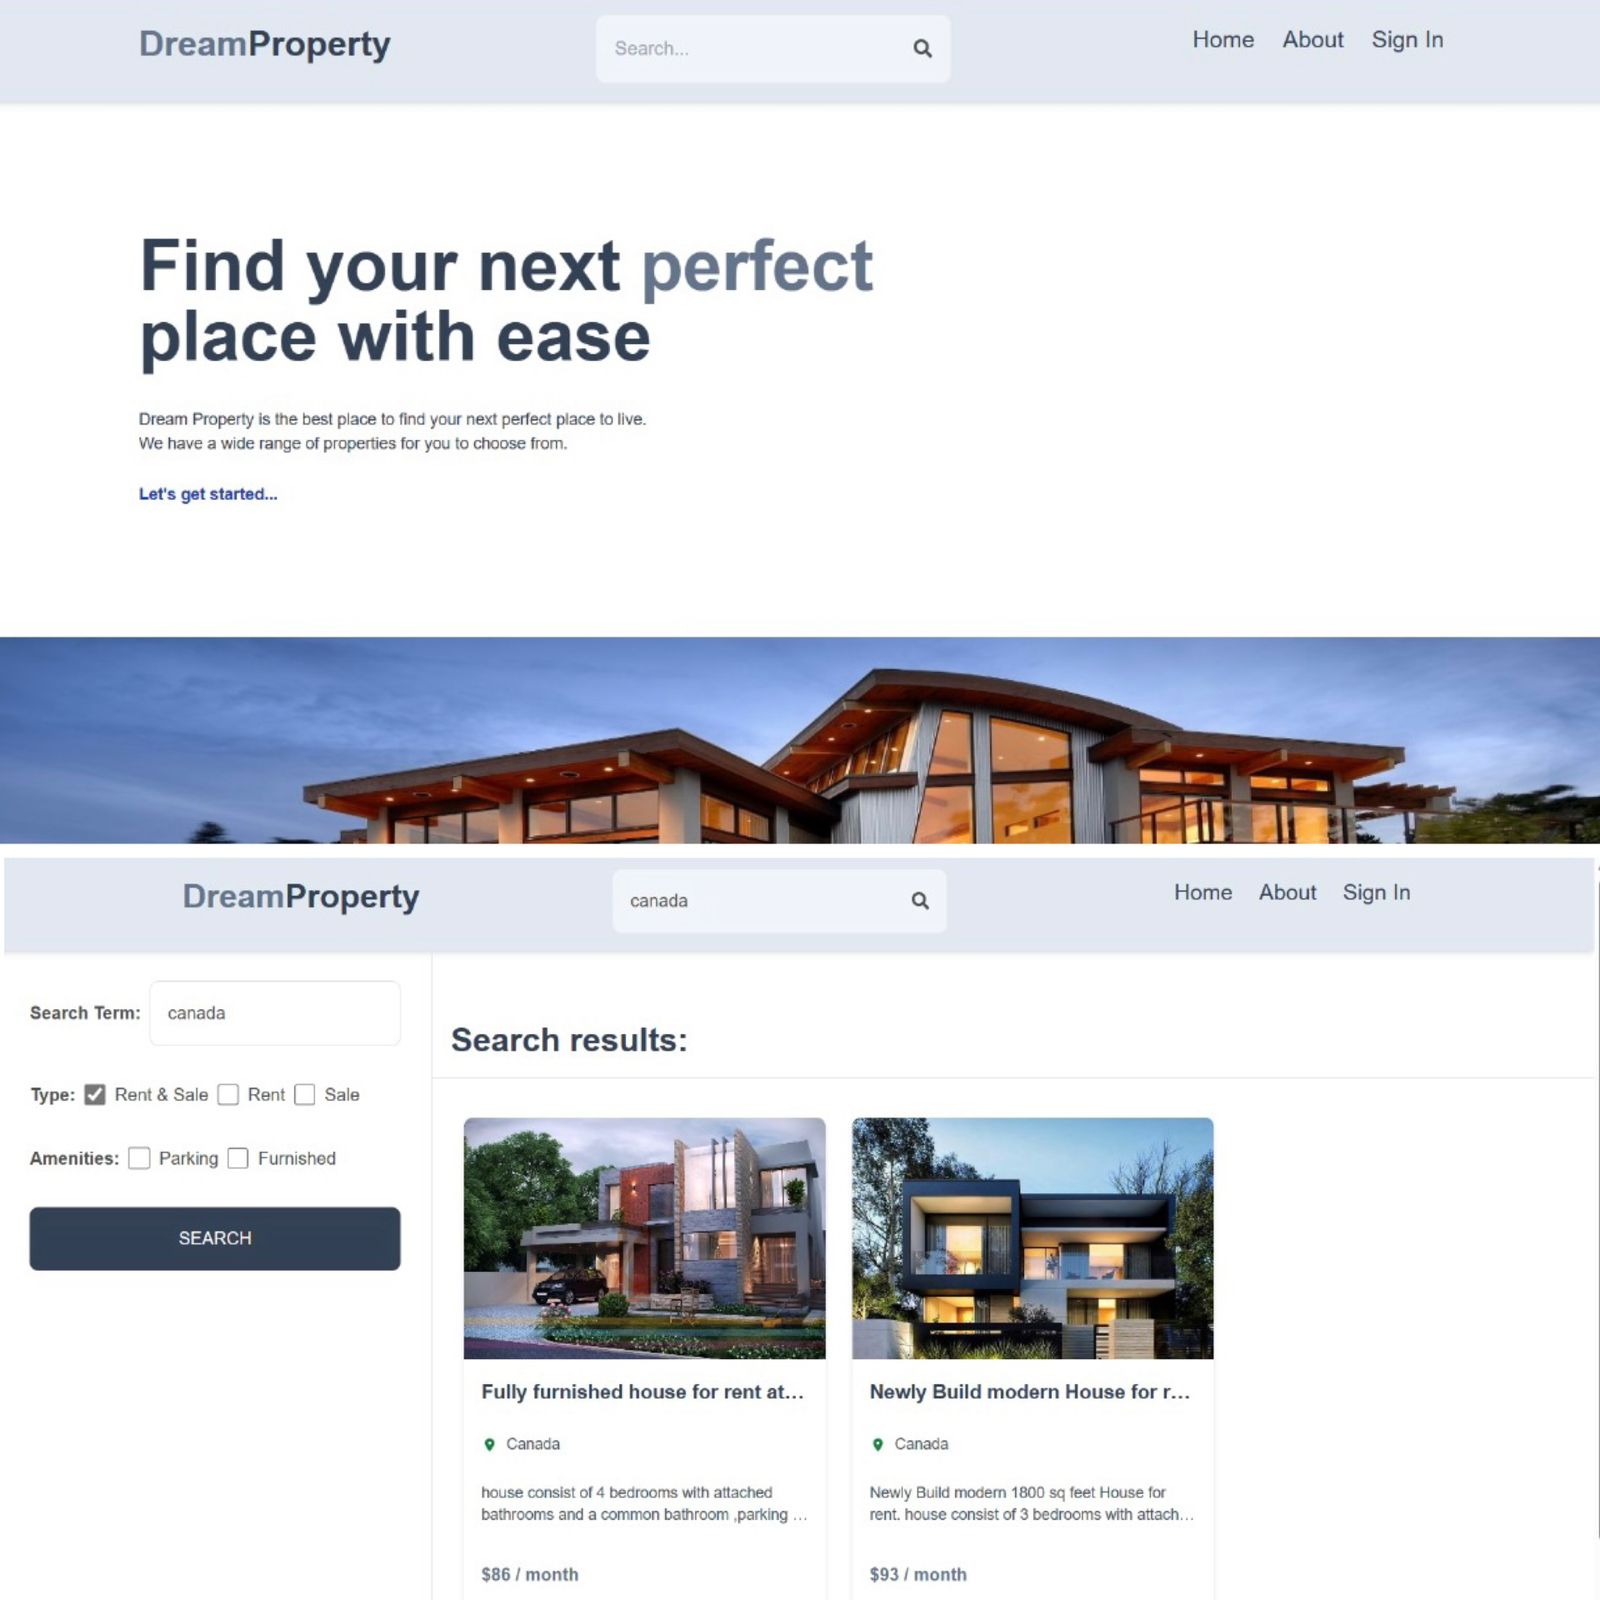 DreamProperty
Search...
Home About Sign In
Find your next perfect
place with ease
Dream Property is the best place to find your next perfect place to live.
We have a wide range of properties for you to choose from.
Let's get started...
DreamProperty
canada
Home About Sign In
Search Term: canada
Type: Rent & Sale Rent Sale
Amenities: Parking Furnished
SEARCH
Search results:
Fully furnished house for rent at...
Canada
house consist of 4 bedrooms with attached
bathrooms and a common bathroom ,parking ...
$86 / month
Newly Build modern House for r...
Canada
Newly Build modern 1800 sq feet House for
rent. house consist of 3 bedrooms with attach...
$93 / month